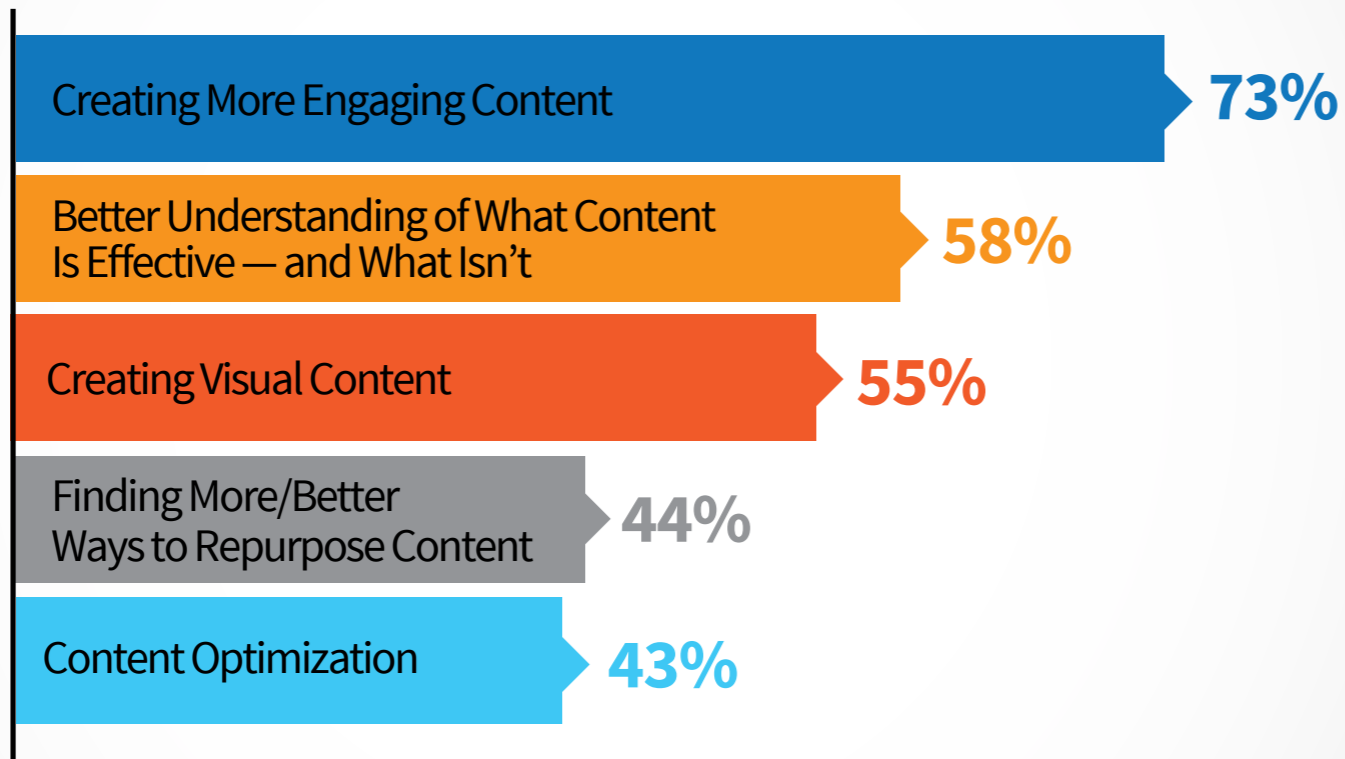 Creating More Engaging Content
73%
Better Understanding of What Content
Is Effective — and What Isn’t
58%
Creating Visual Content
55%
Finding More/Better
Ways to Repurpose Content
44%
Content Optimization
43%